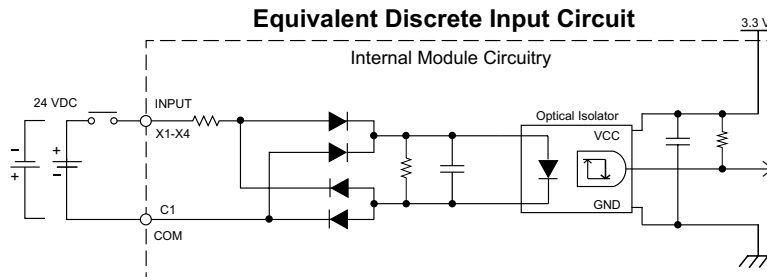 Equivalent Discrete Input Circuit
3.3 V
Internal Module Circuitry
24 VDC
INPUT
X1-X4
Optical Isolator
VCC
- +
+ -
GND
C1
COM